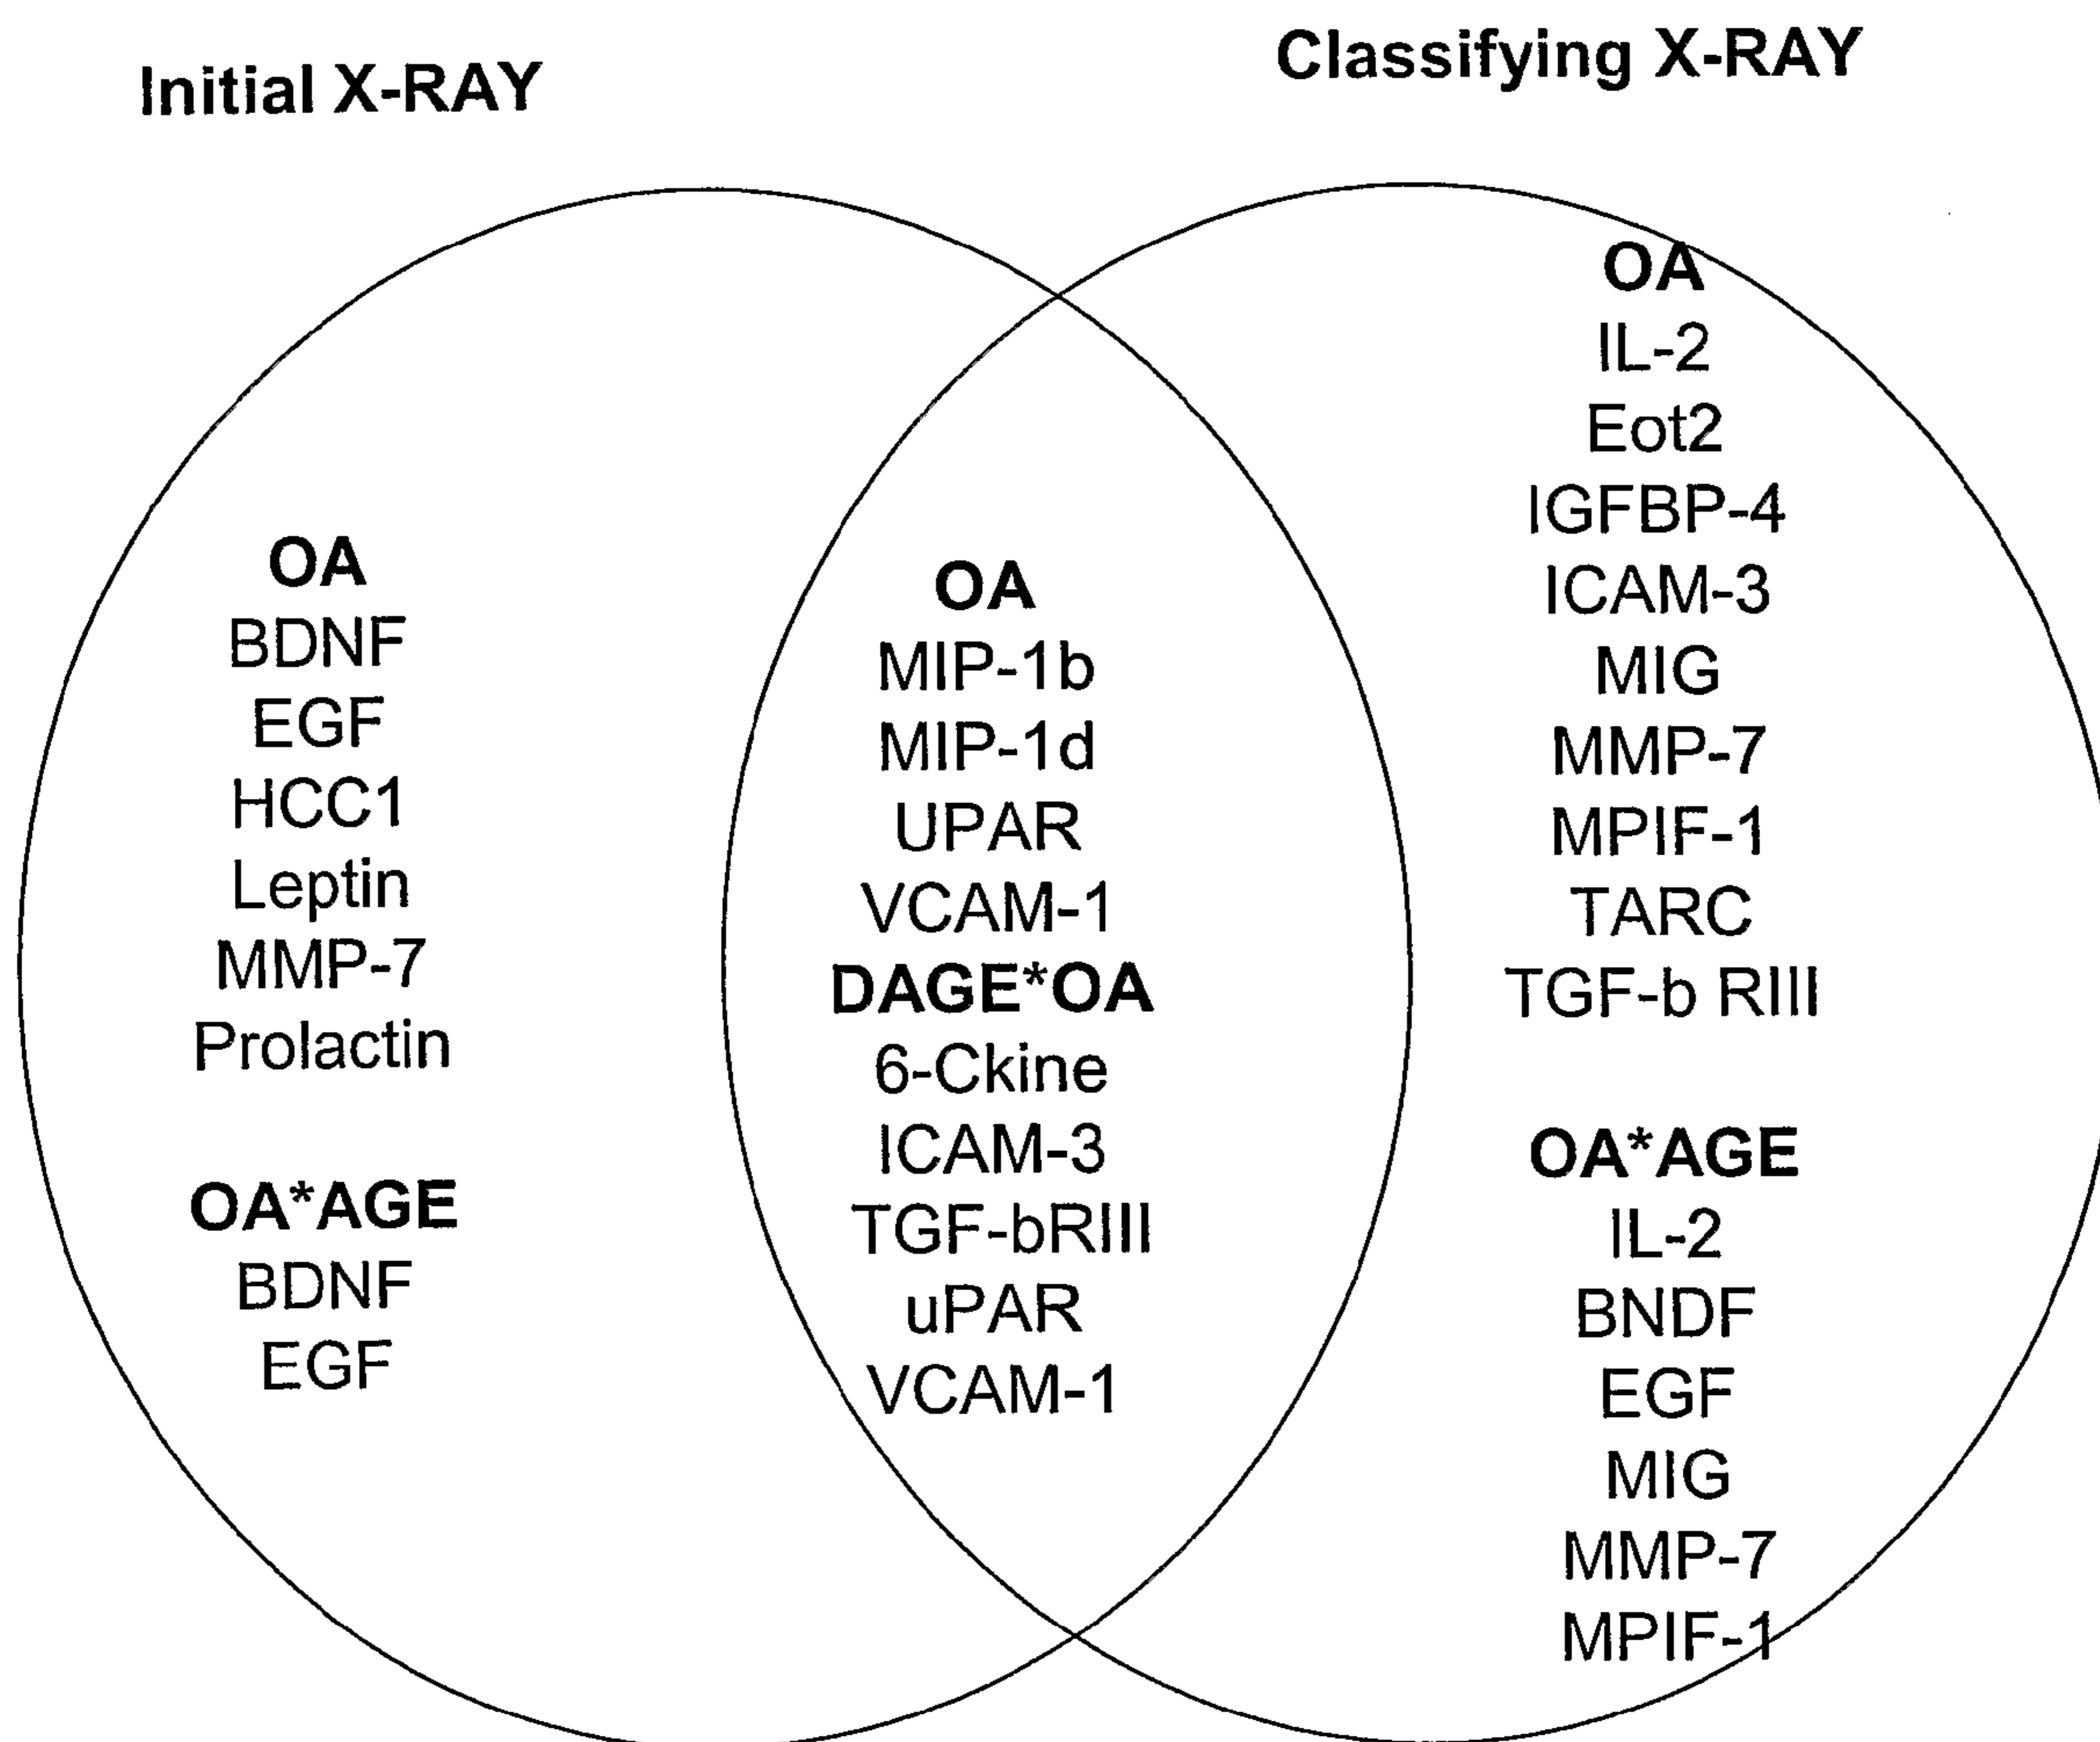 Initial X-RAY
Classifying X-RAY
OA
BDNF
EGF
HCC1
Leptin
MMP-7
Prolactin
OA*AGE
BDNF
EGF
OA
MIP-1b
MIP-1d
UPAR
VCAM-1
DAGE*OA
6-Ckine
ICAM-3
TGF-bRIII
uPAR
VCAM-1
OA
IL-2
Eot2
IGFBP-4
ICAM-3
MIG
MMP-7
MPIF-1
TARC
TGF-b RIII
OA*AGE
IL-2
BNDF
EGF
MIG
MMP-7
MPIF-1